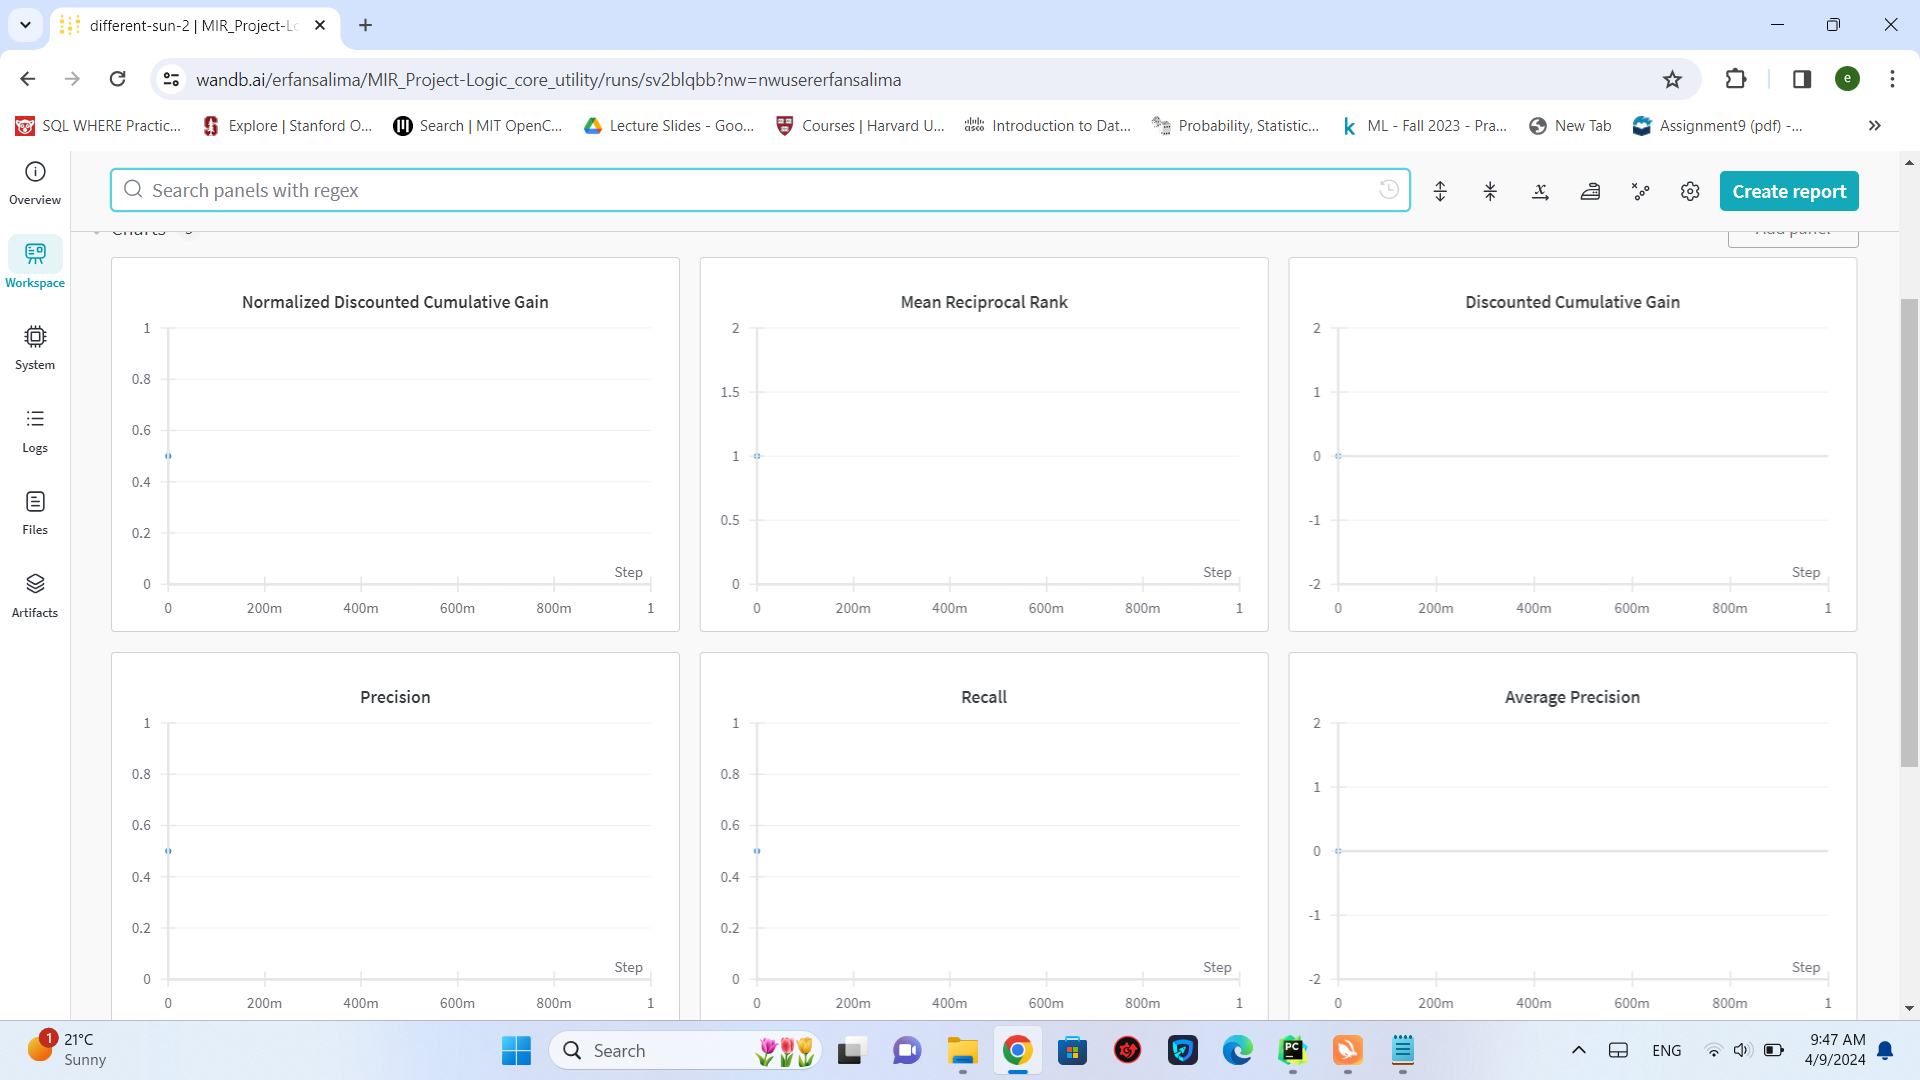 different-sun-2 | MIR_Project-Lo
wandb.ai/erfansalima/MIR_Project-Logic_core_utility/runs/sv2blqbb?nw=nwusererfansalima
e
SQL WHERE Practic...
Explore | Stanford O...
Search | MIT OpenC...
Lecture Slides - Goo...
Courses | Harvard U...
Introduction to Dat...
Probability, Statistic...
ML - Fall 2023 - Pra...
New Tab
Assignment9 (pdf) -...
Overview
Workspace
System
Logs
Files
Artifacts
Search panels with regex
Create report
Charts
Add panel
Normalized Discounted Cumulative Gain
1
0.8
0.6
0.4
0.2
0
Step
0 200m 400m 600m 800m 1
Mean Reciprocal Rank
2
1.5
1
0.5
0
Step
0 200m 400m 600m 800m 1
Discounted Cumulative Gain
2
1
0
-1
-2
Step
0 200m 400m 600m 800m 1
Precision
1
0.8
0.6
0.4
0.2
0
Step
0 200m 400m 600m 800m 1
Recall
1
0.8
0.6
0.4
0.2
0
Step
0 200m 400m 600m 800m 1
Average Precision
2
1
0
-1
-2
Step
0 200m 400m 600m 800m 1
1
21°C
Sunny
Search
PC
ENG
9:47 AM
4/9/2024